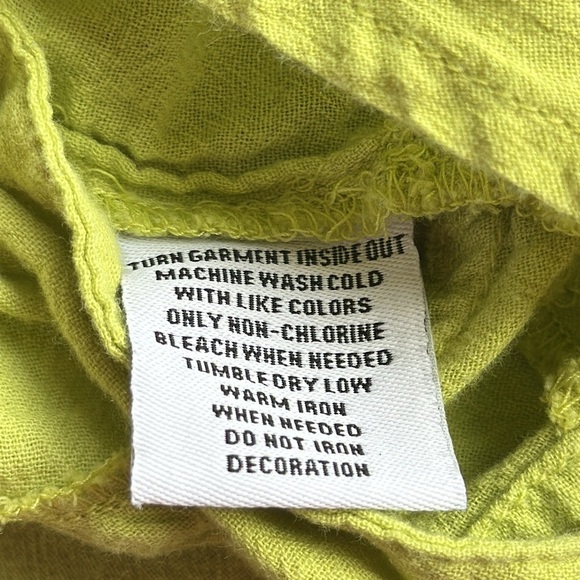 TURN GARMENT INSIDE OUT
MACHINE WASH COLD
WITH LIKE COLORS
ONLY NON-CHLORINE
BLEACH WHEN NEEDED
TUMBLE DRY LOW
WARM IRON
WHEN NEEDED
DO NOT IRON
DECORATION